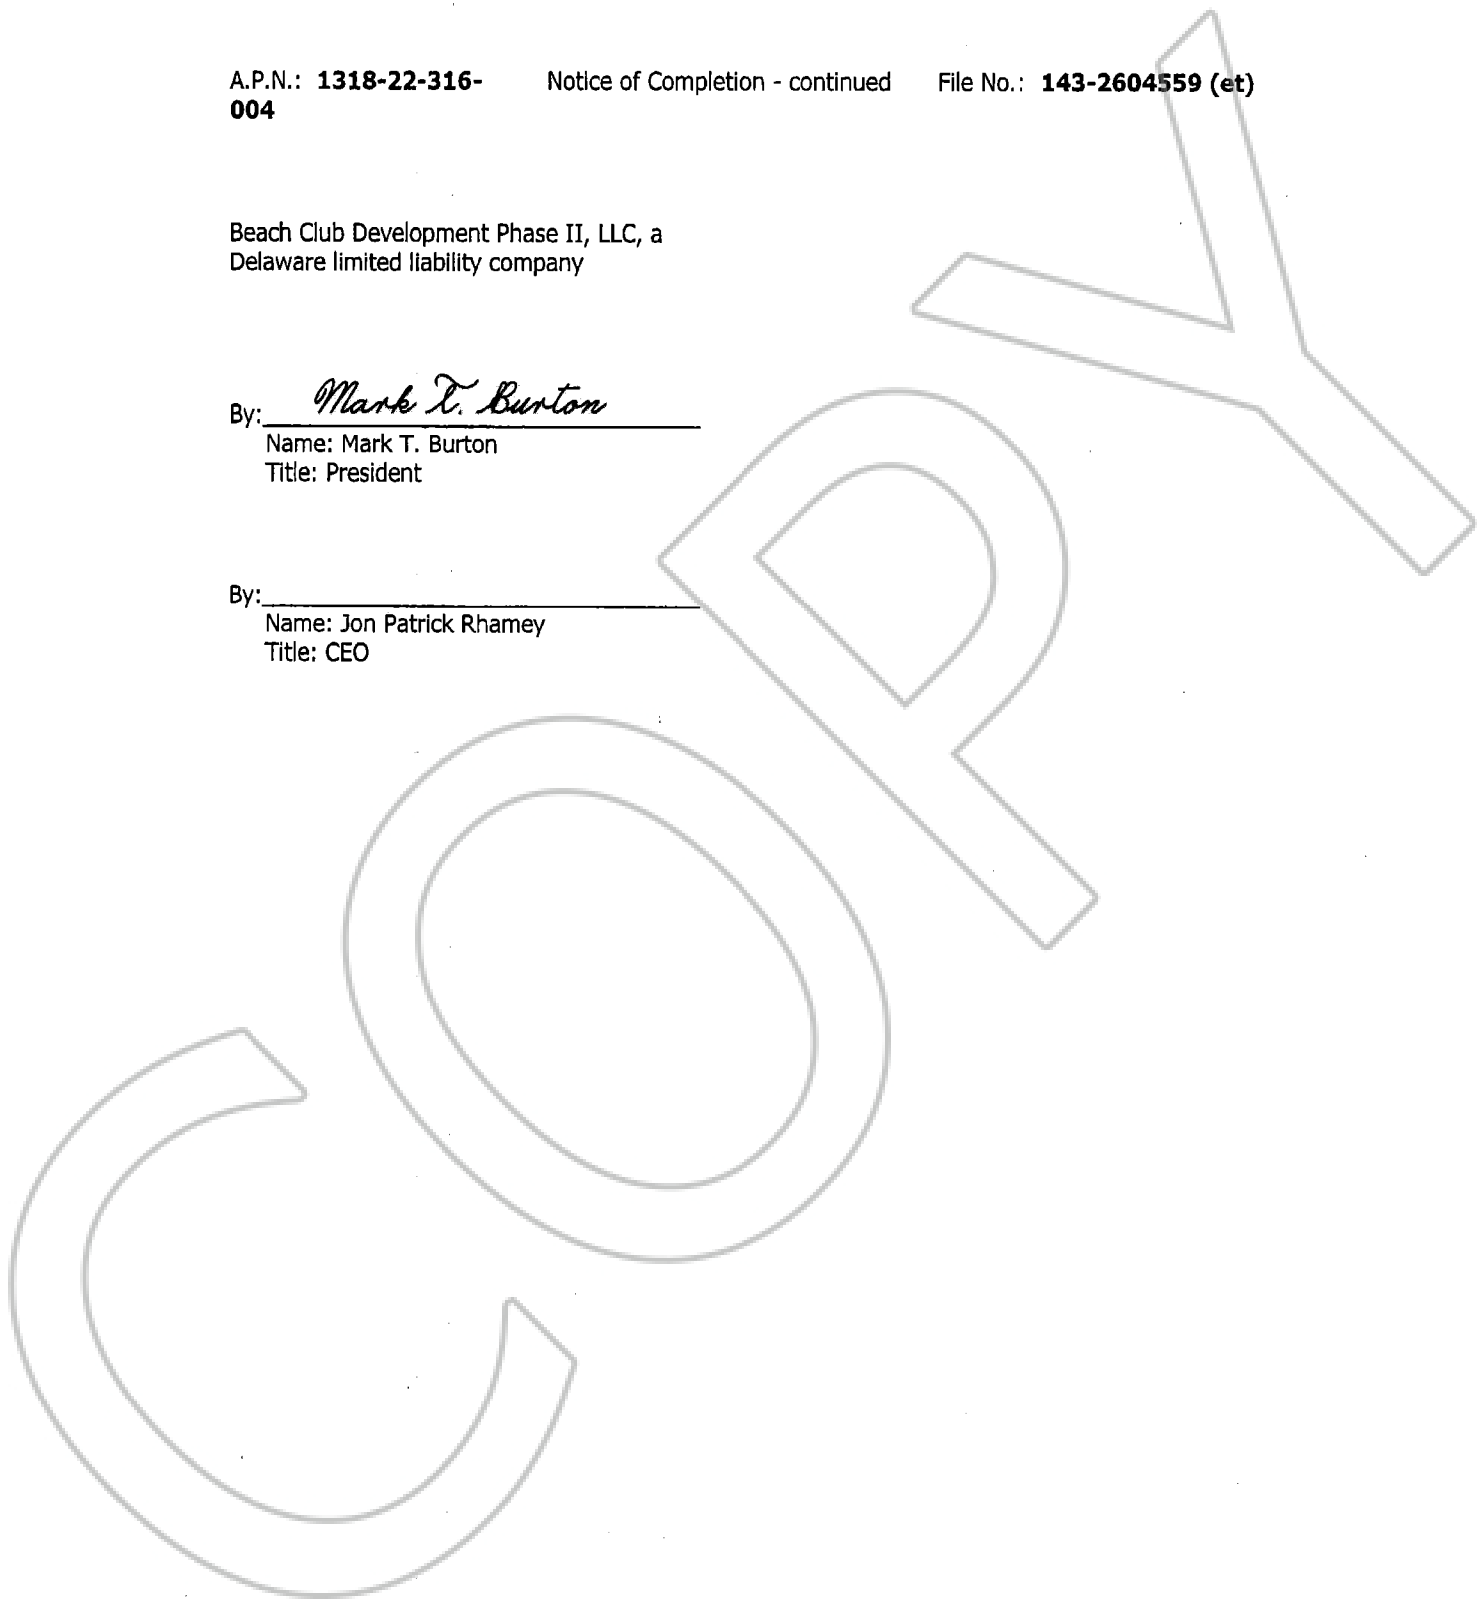 A.P.N.: 1318-22-316-004 Notice of Completion - continued File No.: 143-2604559 (et)
Beach Club Development Phase II, LLC, a
Delaware limited liability company
Mark T. Burton
By:
Name: Mark T. Burton
Title: President
By:
Name: Jon Patrick Rhamey
Title: CEO
COPY